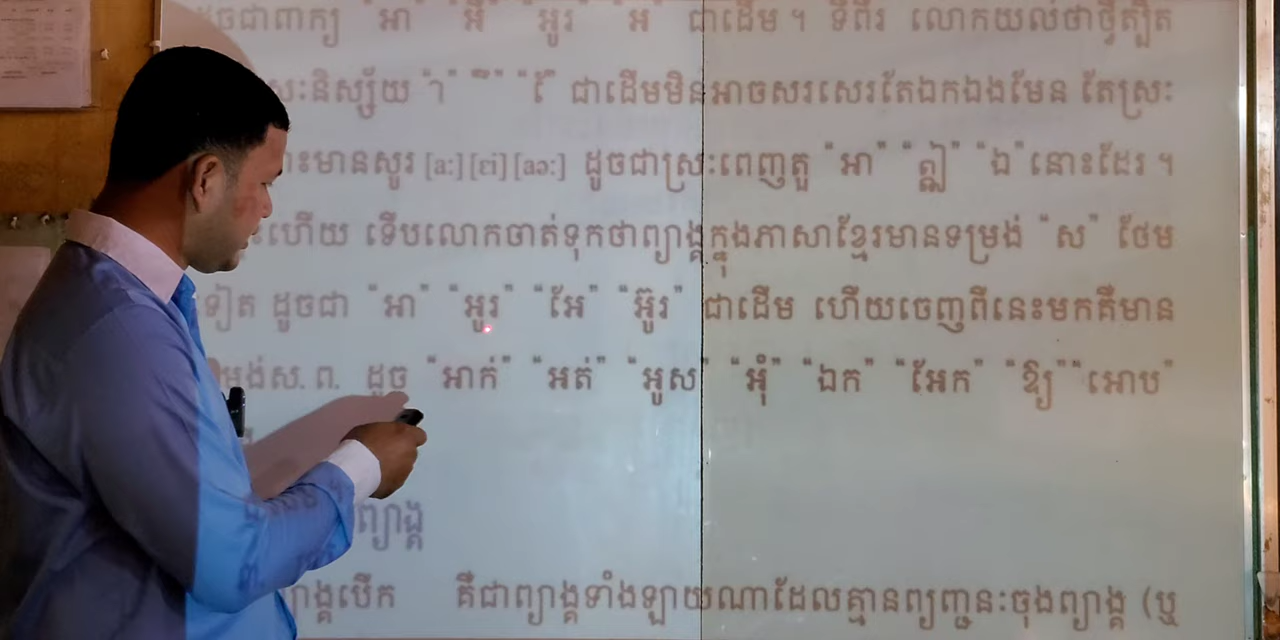 ដូចជាពាក្យ "អា" "អី" "អូរ" "អ" ជាដើម ។ ទីពីរ លោកយល់ថាថ្វីត្បិត
ស្រៈនិស្ស័យ "ា" "ី" "ែ" ជាដើមមិនអាចសរសេរតែឯកឯងមែន តែស្រៈ
មានសូរ [a:] [ɛi] [aə:] ដូចជាស្រៈពេញតួ "អា" "ឦ" "ឯ" នោះដែរ ។
ហើយ ទើបលោកចាត់ទុកថាព្យាង្គក្នុងភាសាខ្មែរមានទម្រង់ "ស" ថែម
ទៀត ដូចជា "អា" "អូរ" "អែ" "អ៊ូរ" ជាដើម ហើយចេញពីនេះមកគឺមាន
ទម្រង់ស.ព. ដូច "អាក់" "អត់" "អូស" "អុំ" "ឯក" "អែក" "ឱ្យ" "អោប"
ព្យាង្គ
ព្យាង្គបើក គឺជាព្យាង្គទាំងឡាយណាដែលគ្មានព្យញ្ជនៈចុងព្យាង្គ (ឬ